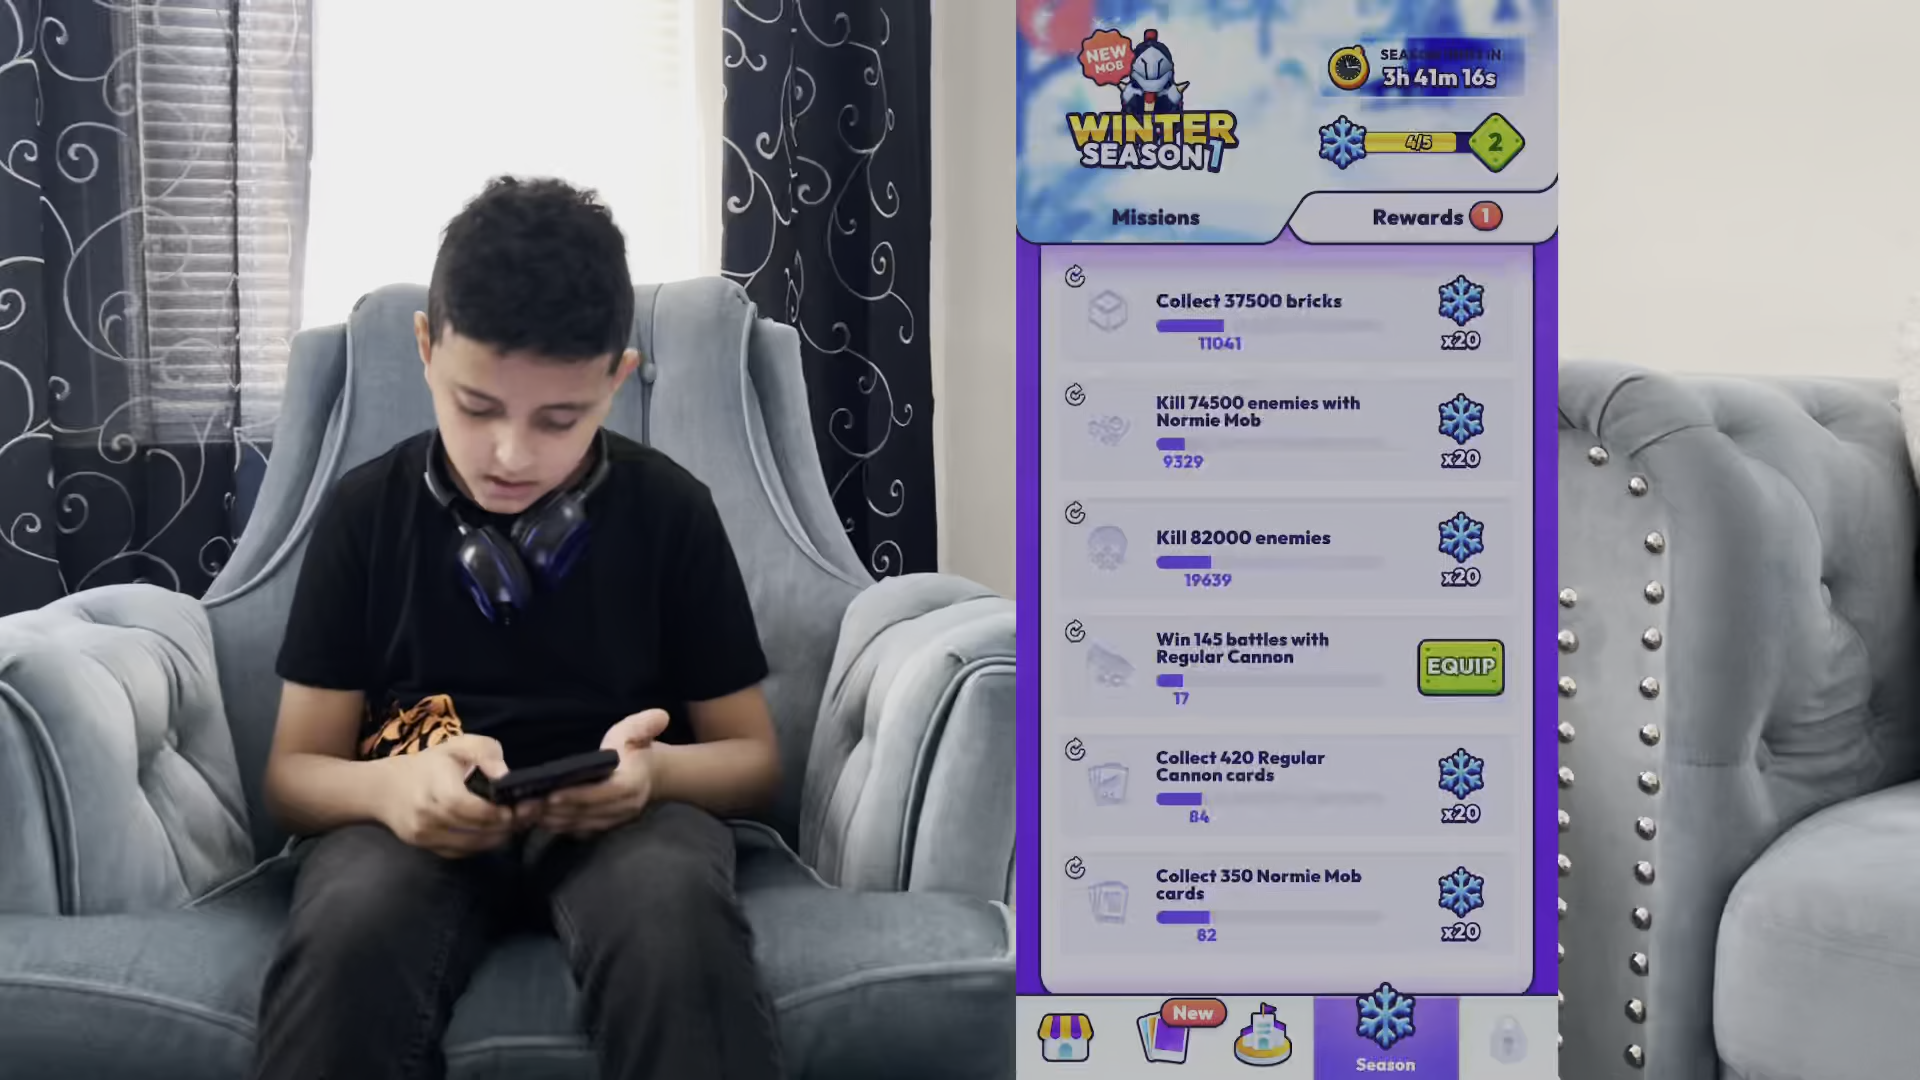 NEW
MOB
WINTER
SEASON 1
3h 41m 16s
4/5
2
Missions
Rewards 1
Collect 37500 bricks
11041
x20
Kill 74500 enemies with
Normie Mob
9329
x20
Kill 82000 enemies
19639
x20
Win 145 battles with
Regular Cannon
17
EQUIP
Collect 420 Regular
Cannon cards
84
x20
Collect 350 Normie Mob
cards
82
x20
New
Season